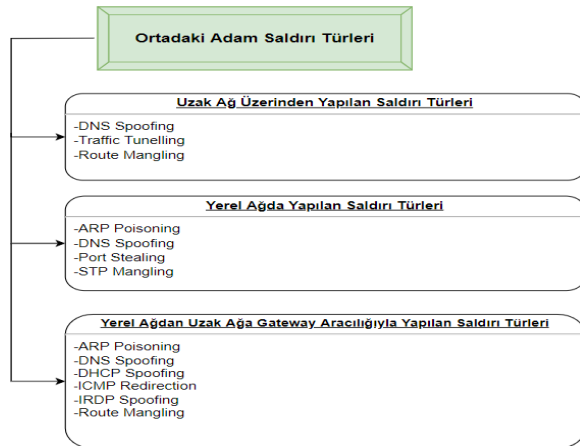 Ortadaki Adam Saldırı Türleri
Uzak Ağ Üzerinden Yapılan Saldırı Türleri
-DNS Spoofing
-Traffic Tunelling
-Route Mangling
Yerel Ağda Yapılan Saldırı Türleri
-ARP Poisoning
-DNS Spoofing
-Port Stealing
-STP Mangling
Yerel Ağdan Uzak Ağa Gateway Aracılığıyla Yapılan Saldırı Türleri
-ARP Poisoning
-DNS Spoofing
-DHCP Spoofing
-ICMP Redirection
-IRDP Spoofing
-Route Mangling